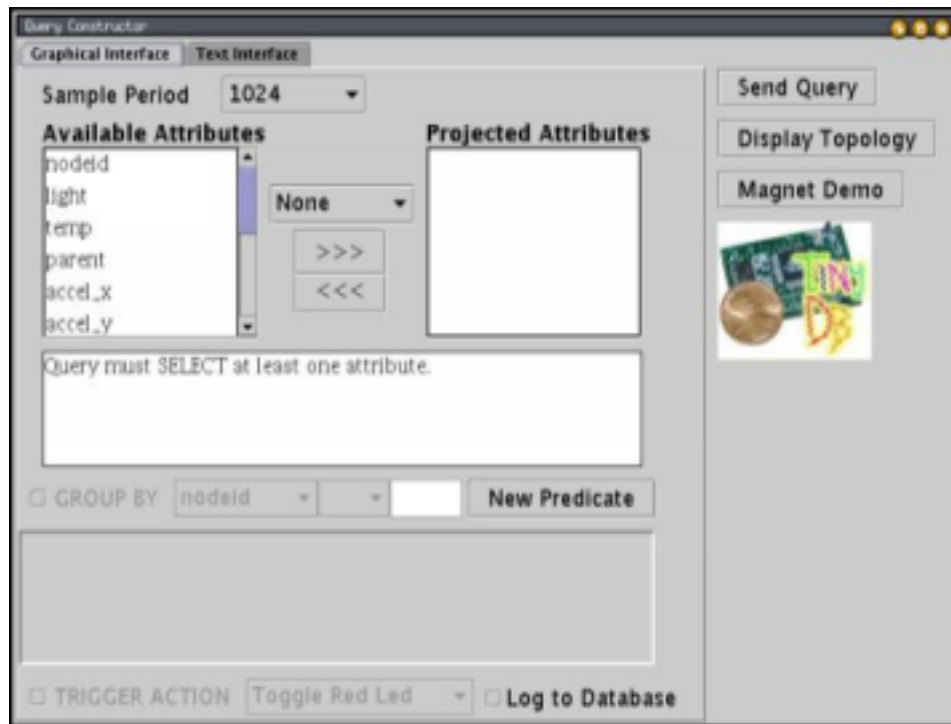 Query Constructor
Graphical Interface
Text Interface
Sample Period
1024
Available Attributes
Projected Attributes
nodeid
light
temp
parent
accel_x
accel_y
None
>>>
<<<
Query must SELECT at least one attribute.
GROUP BY
nodeid
New Predicate
TRIGGER ACTION
Toggle Red Led
Log to Database
Send Query
Display Topology
Magnet Demo
TINY
DB